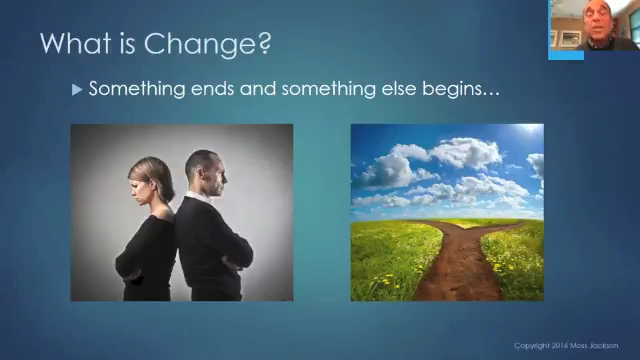 What is Change?
Something ends and something else begins...
Copyright 2016 Moss Jackson